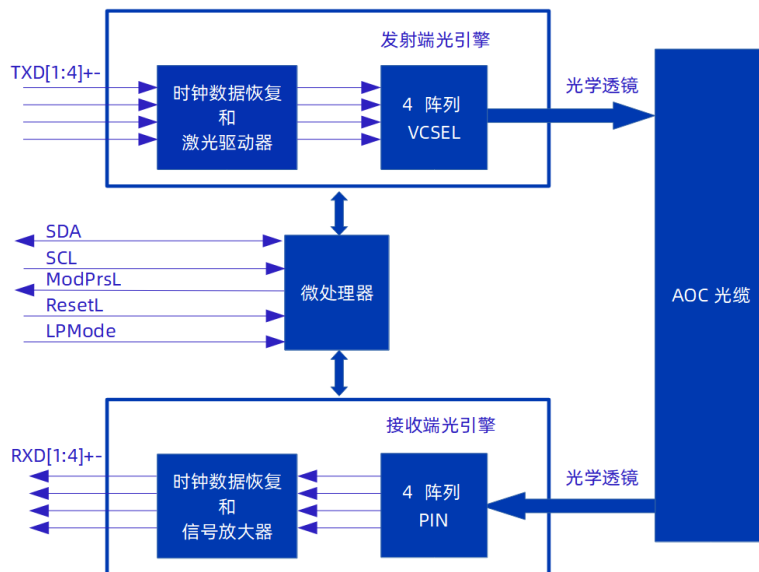 发射端光引擎
TXD[1:4]+-
时钟数据恢复
和
激光驱动器
4 阵列
VCSEL
光学透镜
SDA
SCL
ModPrsL
ResetL
LPMode
微处理器
AOC 光缆
接收端光引擎
RXD[1:4]+-
时钟数据恢复
和
信号放大器
4 阵列
PIN
光学透镜